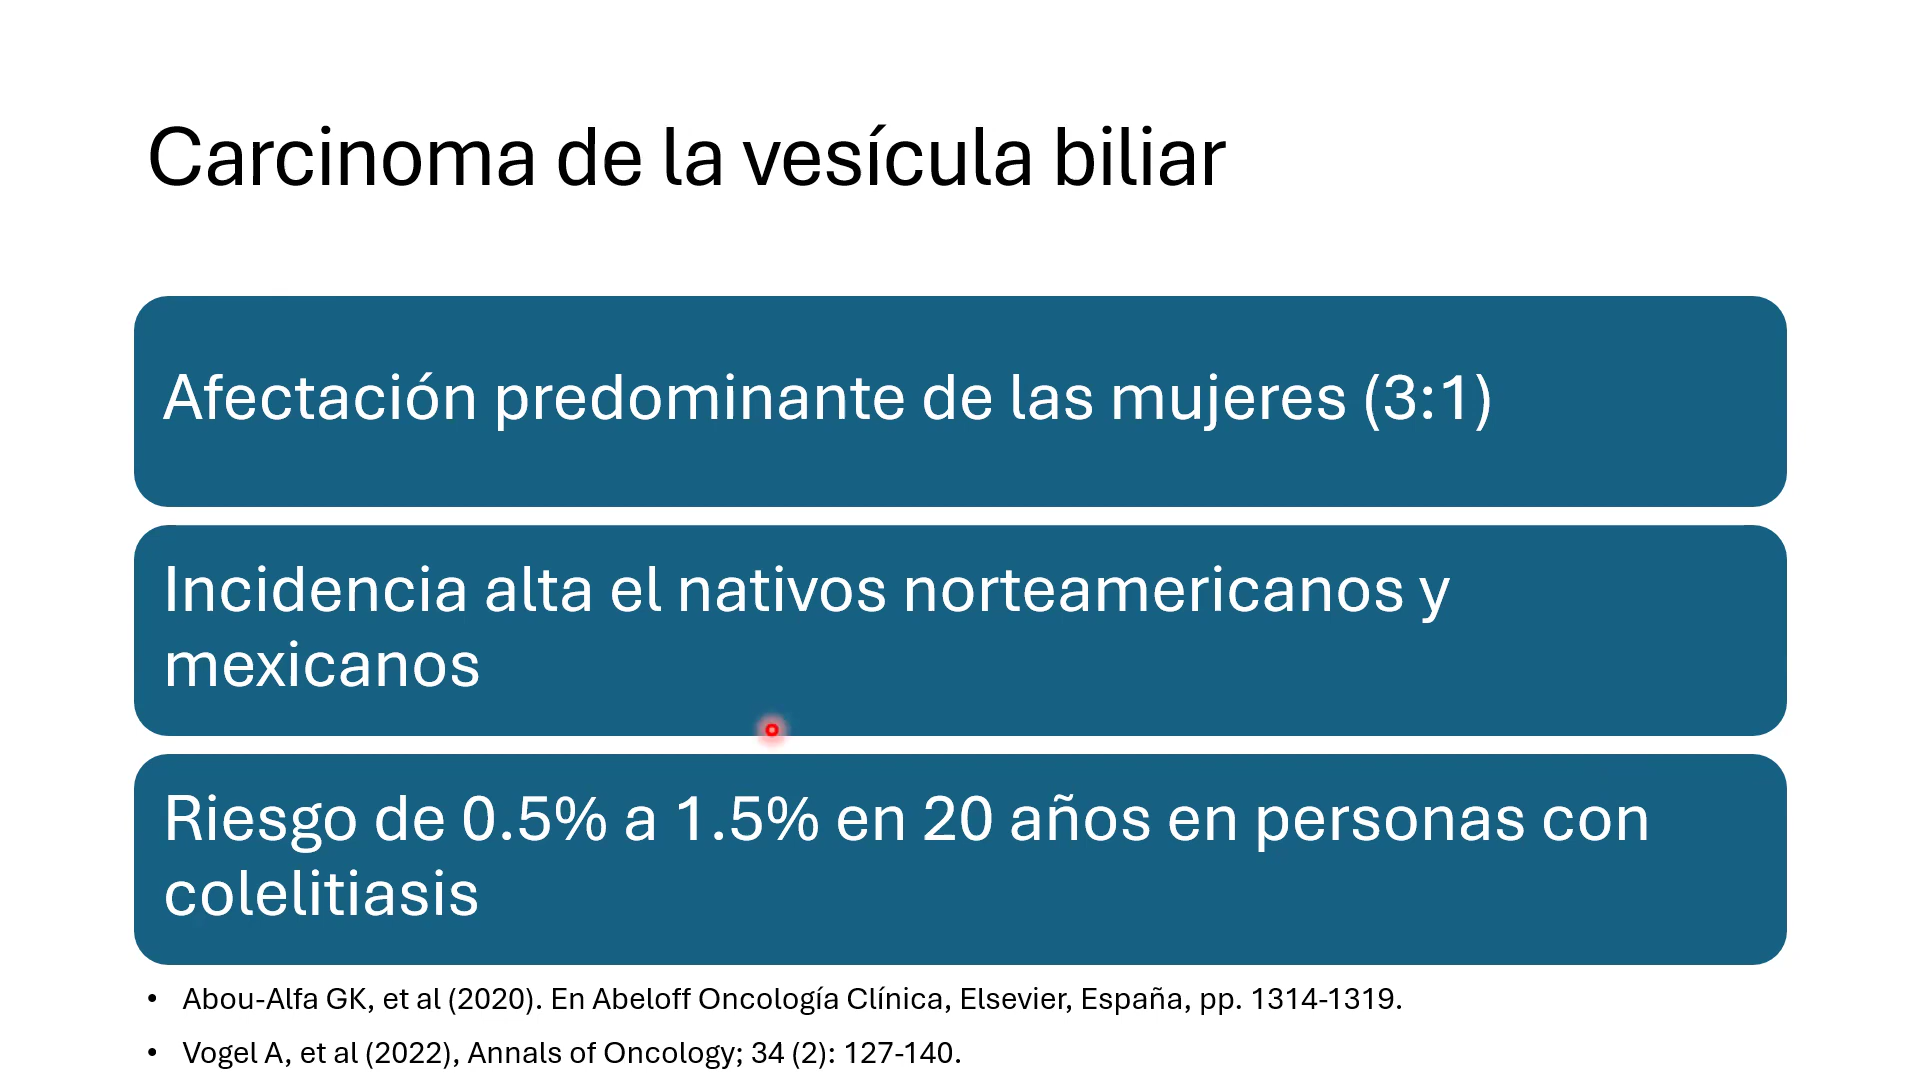 Carcinoma de la vesícula biliar
Afectación predominante de las mujeres (3:1)
Incidencia alta el nativos norteamericanos y
mexicanos
Riesgo de 0.5% a 1.5% en 20 años en personas con
colelitiasis
• Abou-Alfa GK, et al (2020). En Abeloff Oncología Clínica, Elsevier, España, pp. 1314-1319.
• Vogel A, et al (2022), Annals of Oncology; 34 (2): 127-140.